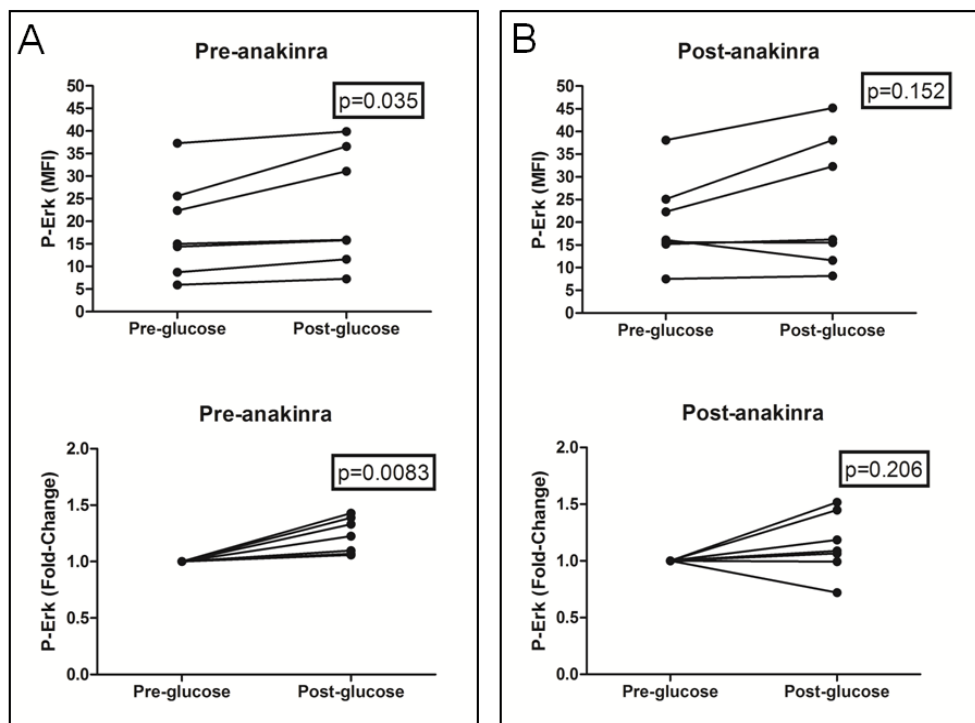 A
Pre-anakinra
p=0.035
P-Erk (MFI)
50
45
40
35
30
25
20
15
10
5
0
Pre-glucose Post-glucose
Pre-anakinra
p=0.0083
P-Erk (Fold-Change)
2.0
1.5
1.0
0.5
0.0
Pre-glucose Post-glucose
B
Post-anakinra
p=0.152
P-Erk (MFI)
50
45
40
35
30
25
20
15
10
5
0
Pre-glucose Post-glucose
Post-anakinra
p=0.206
P-Erk (Fold-Change)
2.0
1.5
1.0
0.5
0.0
Pre-glucose Post-glucose